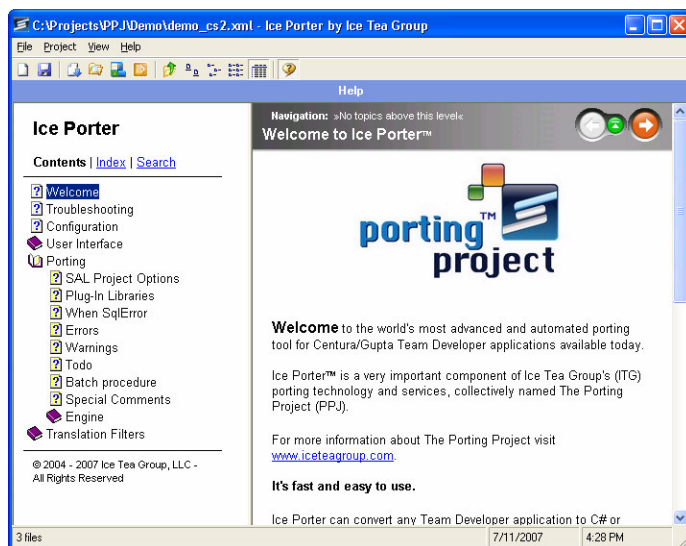 C:\Projects\PPJ\Demo\demo_cs2.xml - Ice Porter by Ice Tea Group
File Project View Help
Help
Ice Porter
Contents | Index | Search
Welcome
Troubleshooting
Configuration
User Interface
Porting
SAL Project Options
Plug-In Libraries
When SqlError
Errors
Warnings
Todo
Batch procedure
Special Comments
Engine
Translation Filters
© 2004 - 2007 Ice Tea Group, LLC -
All Rights Reserved
Navigation: »No topics above this level«
Welcome to Ice Porter™
porting™
project
Welcome to the world's most advanced and automated porting
tool for Centura/Gupta Team Developer applications available today.
Ice Porter™ is a very important component of Ice Tea Group's (ITG)
porting technology and services, collectively named The Porting
Project (PPJ).
For more information about The Porting Project visit
www.iceteagroup.com.
It's fast and easy to use.
Ice Porter can convert any Team Developer application to C# or
3 files
7/11/2007
4:28 PM